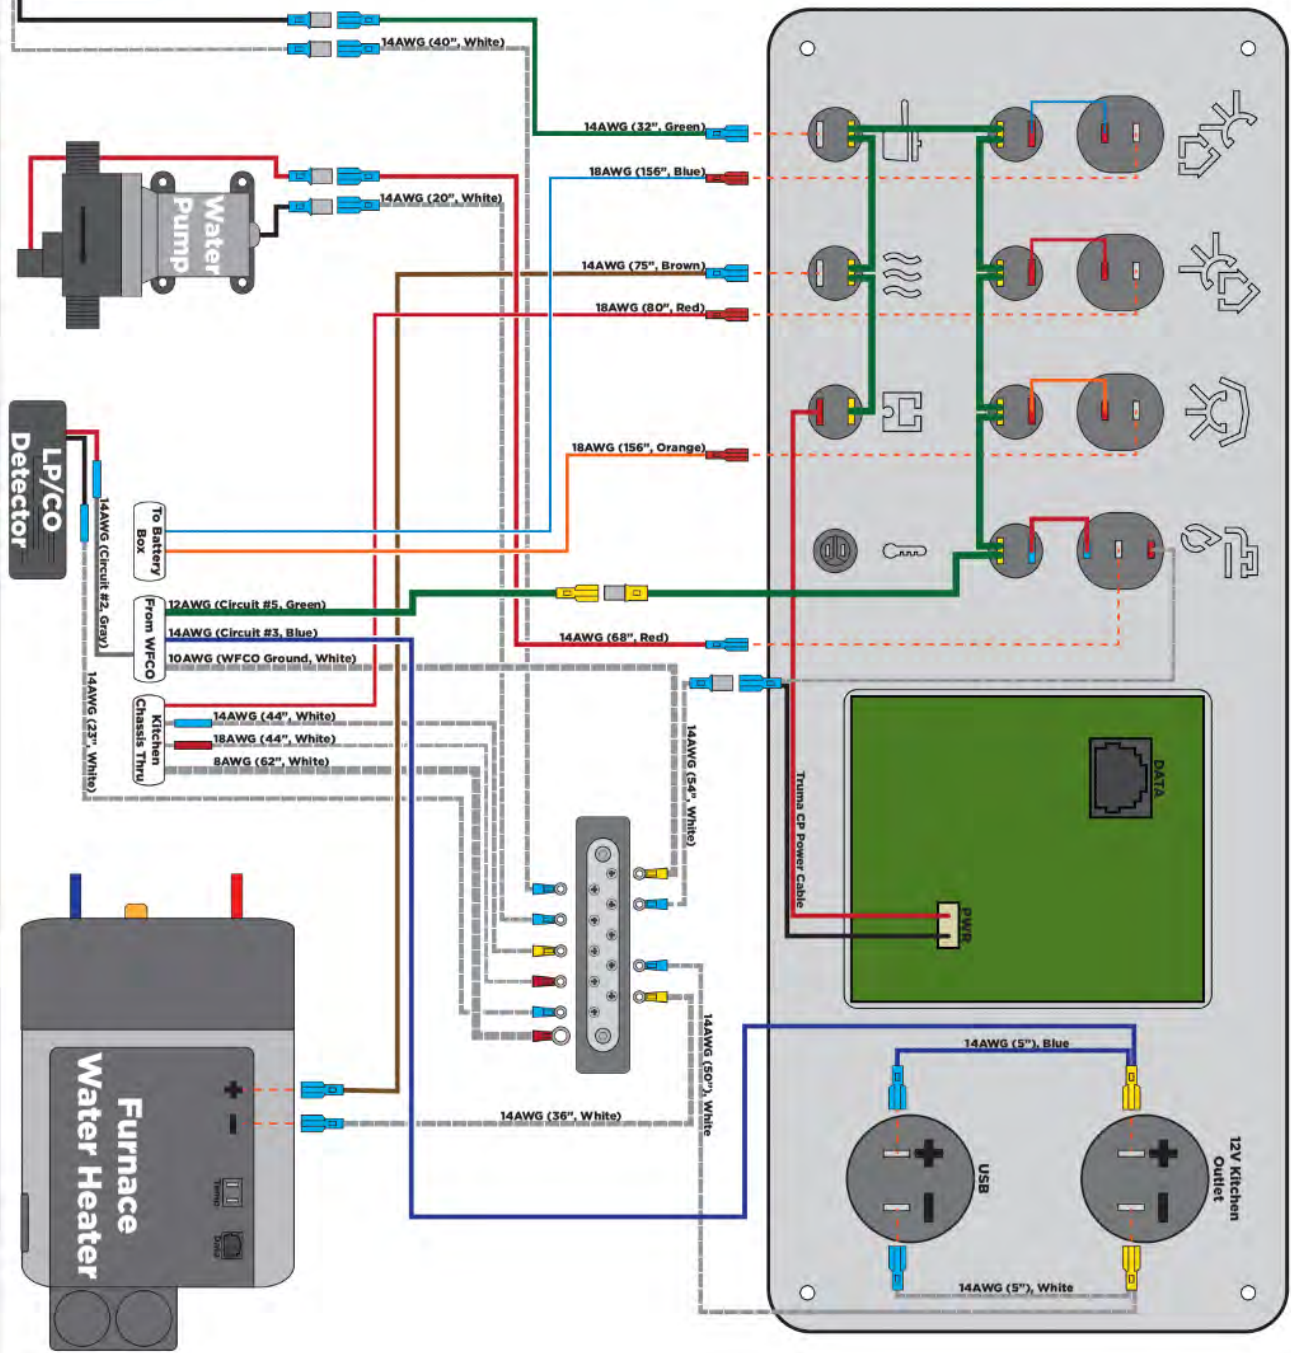 14AWG (40", White)
14AWG (32", Green)
18AWG (156", Blue)
14AWG (20", White)
Water
Pump
14AWG (75", Brown)
18AWG (80", Red)
18AWG (156", Orange)
LP/CO
Detector
14AWG (Circuit #2, Gray)
14AWG (23", White)
To Battery
Box
From WFCO
12AWG (Circuit #5, Green)
14AWG (Circuit #3, Blue)
10AWG (WFCO Ground, White)
14AWG (68", Red)
Kitchen
Chassis Thru
14AWG (44", White)
18AWG (44", White)
8AWG (62", White)
14AWG (54", White)
Truma CP Power Cable
DATA
PWR
14AWG (50"), White
14AWG (36", White)
Furnace
Water Heater
Temp
Data
14AWG (5"), Blue
USB
12V Kitchen
Outlet
14AWG (5"), White